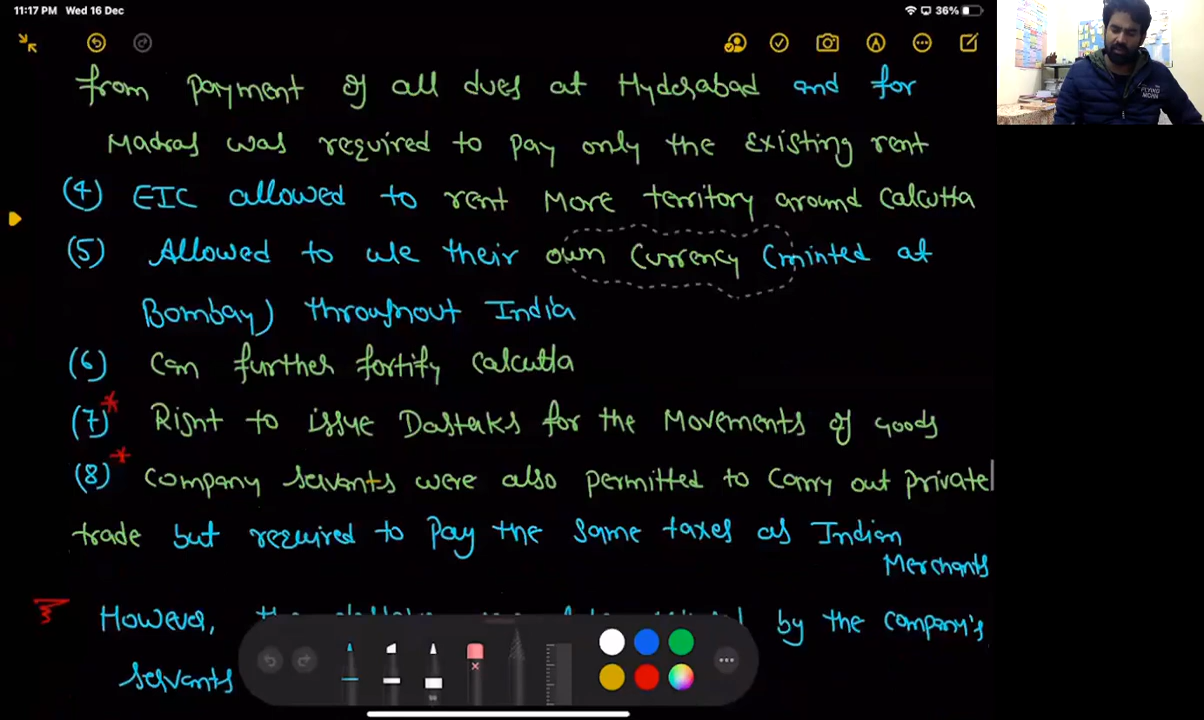 11:17 PM Wed 16 Dec
36%
from payment of all dues at Hyderabad and for
Madras was required to pay only the existing rent
(4) EIC allowed to rent More territory around Calcutta
(5) Allowed to use their own Currency (minted at
Bombay) throughout India
(6) Can further fortify Calcutta
(7)* Right to issue Dastaks for the Movements of Goods
(8)* Company servants were also permitted to Carry out private
trade but required to Pay the same taxes as Indian
Merchants
However, the by the company's
servants
FLYING